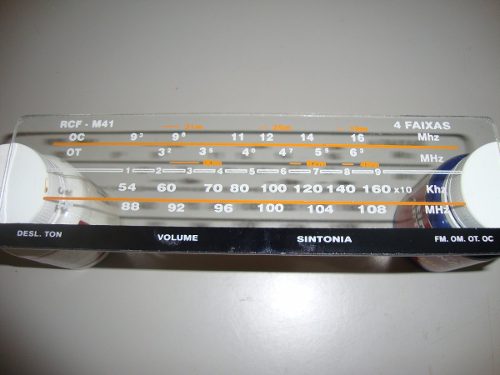 RCF - M41 4 FAIXAS
OC 9³ 9⁸ 11 12 14 16 Mhz
OT 3² 3⁵ 4⁰ 4⁷ 5⁵ 6³ MHz
1 2 3 4 5 6 7 8 9
54 60 70 80 100 120 140 160 x10 Khz
88 92 96 100 104 108 MHz
DESL. TON VOLUME SINTONIA FM. OM. OT. OC